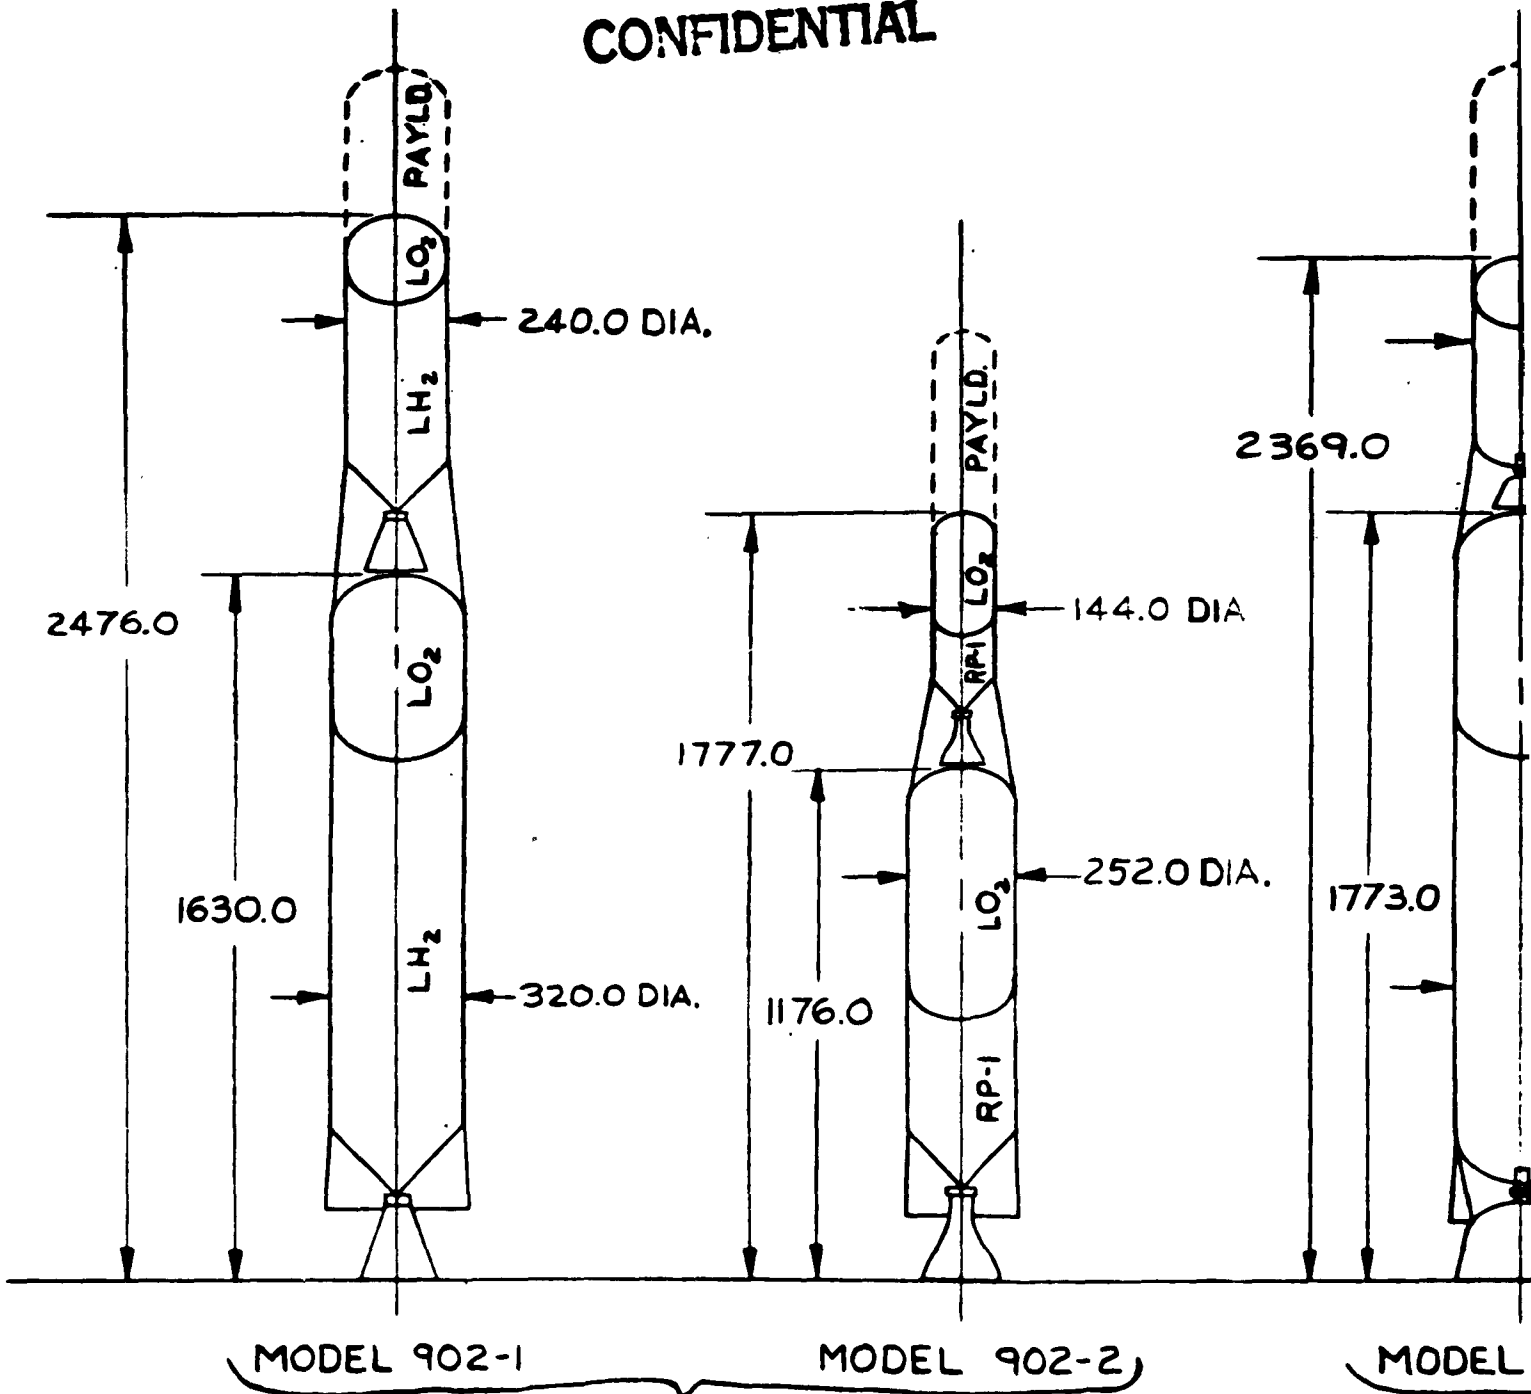 CONFIDENTIAL
PAYLD.
LO2
240.0 DIA.
LH2
2476.0
1630.0
LO2
LH2
320.0 DIA.
MODEL 902-1
PAYLD.
LO2
144.0 DIA
RP-1
1777.0
1176.0
252.0 DIA.
LO2
RP-1
MODEL 902-2
2369.0
1773.0
MODEL